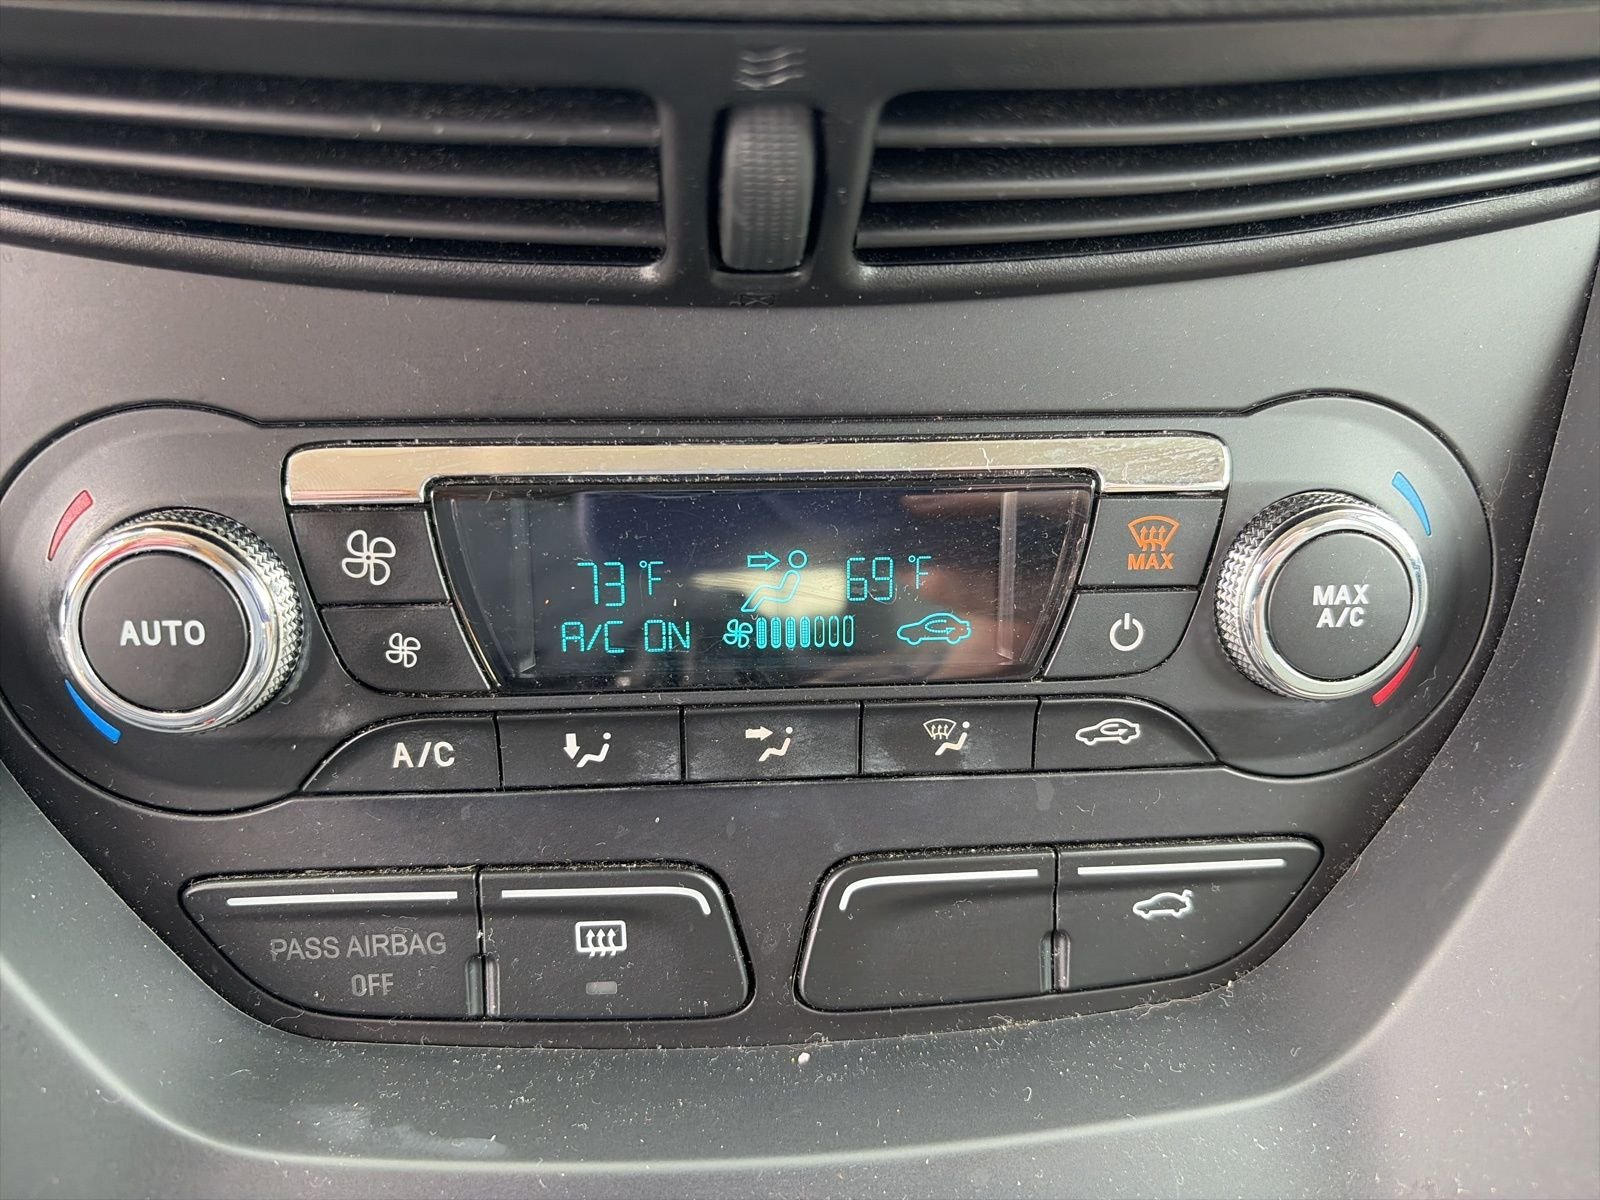 73°F 69°F
A/C ON
MAX
AUTO
MAX
A/C
A/C
PASS AIRBAG
OFF